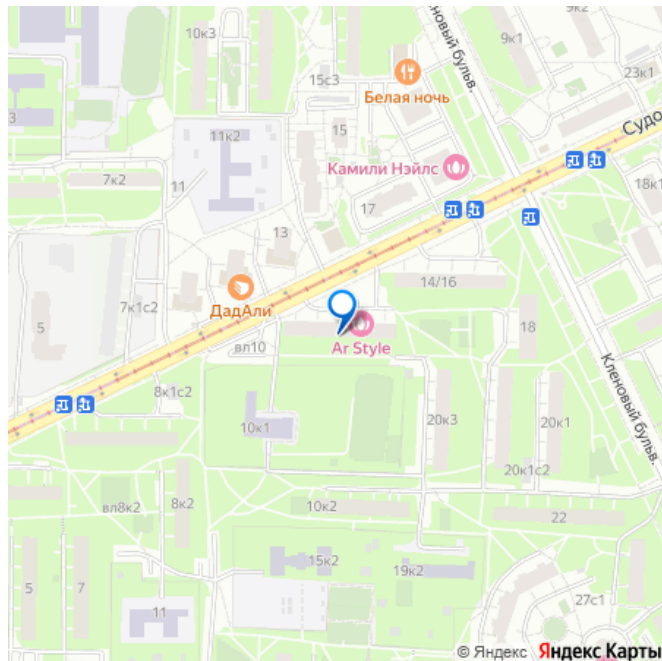 10к3
9к2
9к1
Кленовый бульв.
15с3
23к1
Белая ночь
3
15
Судо
11к2
Камили Нэйлс
7к2
11
18к1
17
13
14/16
ДадАли
7к1с2
5
18
Ar Style
вл10
Кленовый бульв.
8к1с2
10к1
20к3
20к1
20к1с2
8к2
вл8к2
10к2
22
15к2
19к2
5
7
11
27с1
© Яндекс Яндекс Карты